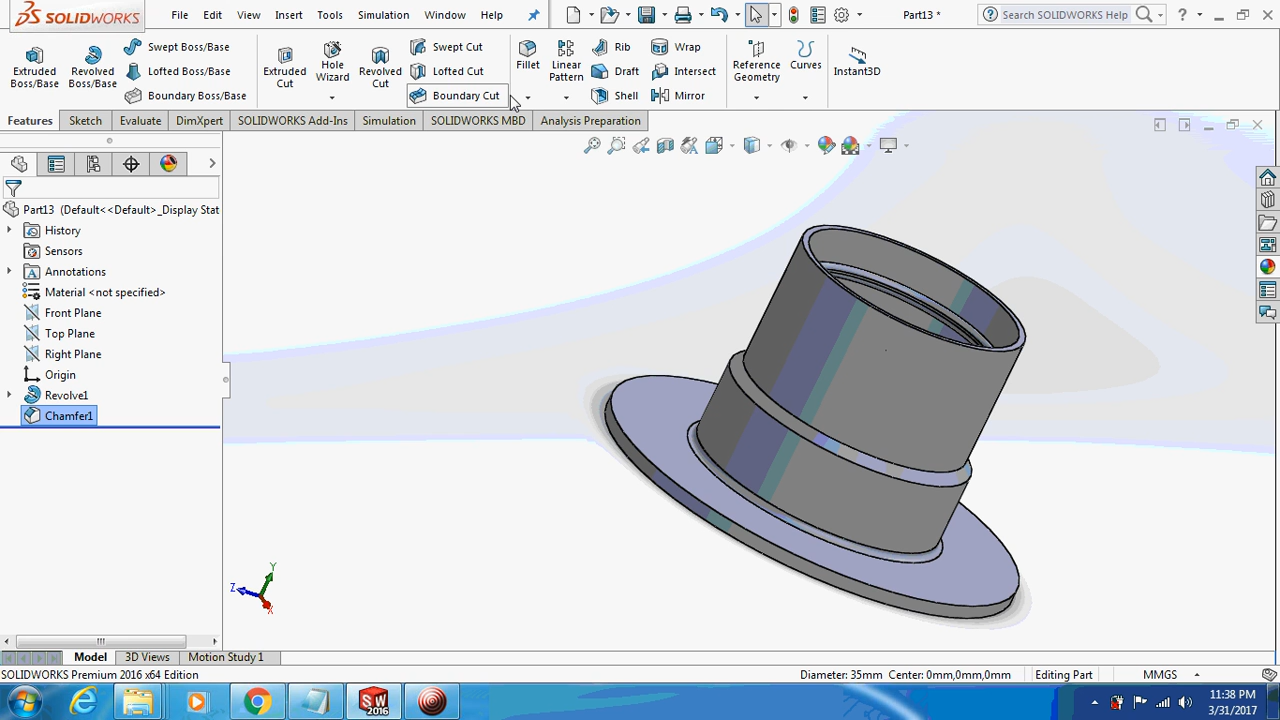 SOLIDWORKS File Edit View Insert Tools Simulation Window Help Part13 * Search SOLIDWORKS Help ?
Extruded Boss/Base
Revolved Boss/Base
Swept Boss/Base
Lofted Boss/Base
Boundary Boss/Base
Extruded Cut
Hole Wizard
Revolved Cut
Swept Cut
Lofted Cut
Boundary Cut
Fillet
Linear Pattern
Rib
Draft
Shell
Wrap
Intersect
Mirror
Reference Geometry
Curves
Instant3D
Features Sketch Evaluate DimXpert SOLIDWORKS Add-Ins Simulation SOLIDWORKS MBD Analysis Preparation
Part13 (Default<<Default>_Display Stat
History
Sensors
Annotations
Material <not specified>
Front Plane
Top Plane
Right Plane
Origin
Revolve1
Chamfer1
Y
Z
X
Model 3D Views Motion Study 1
SOLIDWORKS Premium 2016 x64 Edition Diameter: 35mm Center: 0mm,0mm,0mm Editing Part MMGS
SW 2016
11:38 PM
3/31/2017